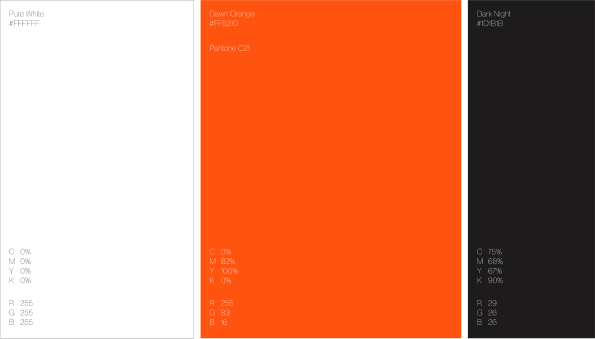 Pure White
#FFFFFF
C 0%
M 0%
Y 0%
K 0%
R 255
G 255
B 255
Dawn Orange
#FF5310
Pantone C21
C 0%
M 82%
Y 100%
K 0%
R 255
G 83
B 16
Dark Night
#1D1B1B
C 75%
M 68%
Y 67%
K 90%
R 29
G 26
B 26